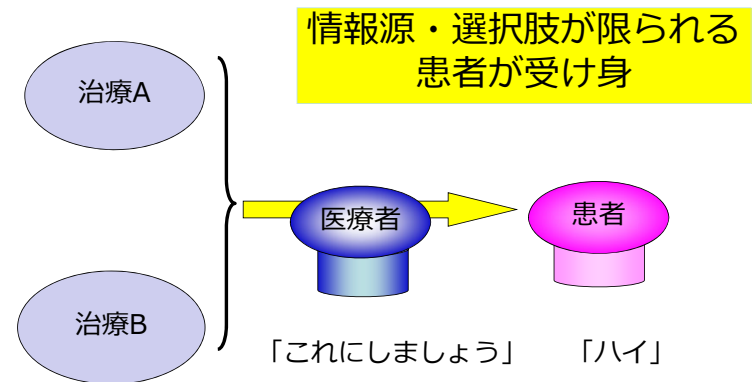 情報源・選択肢が限られる
患者が受け身
治療A
医療者
患者
治療B
「これにしましょう」
「ハイ」